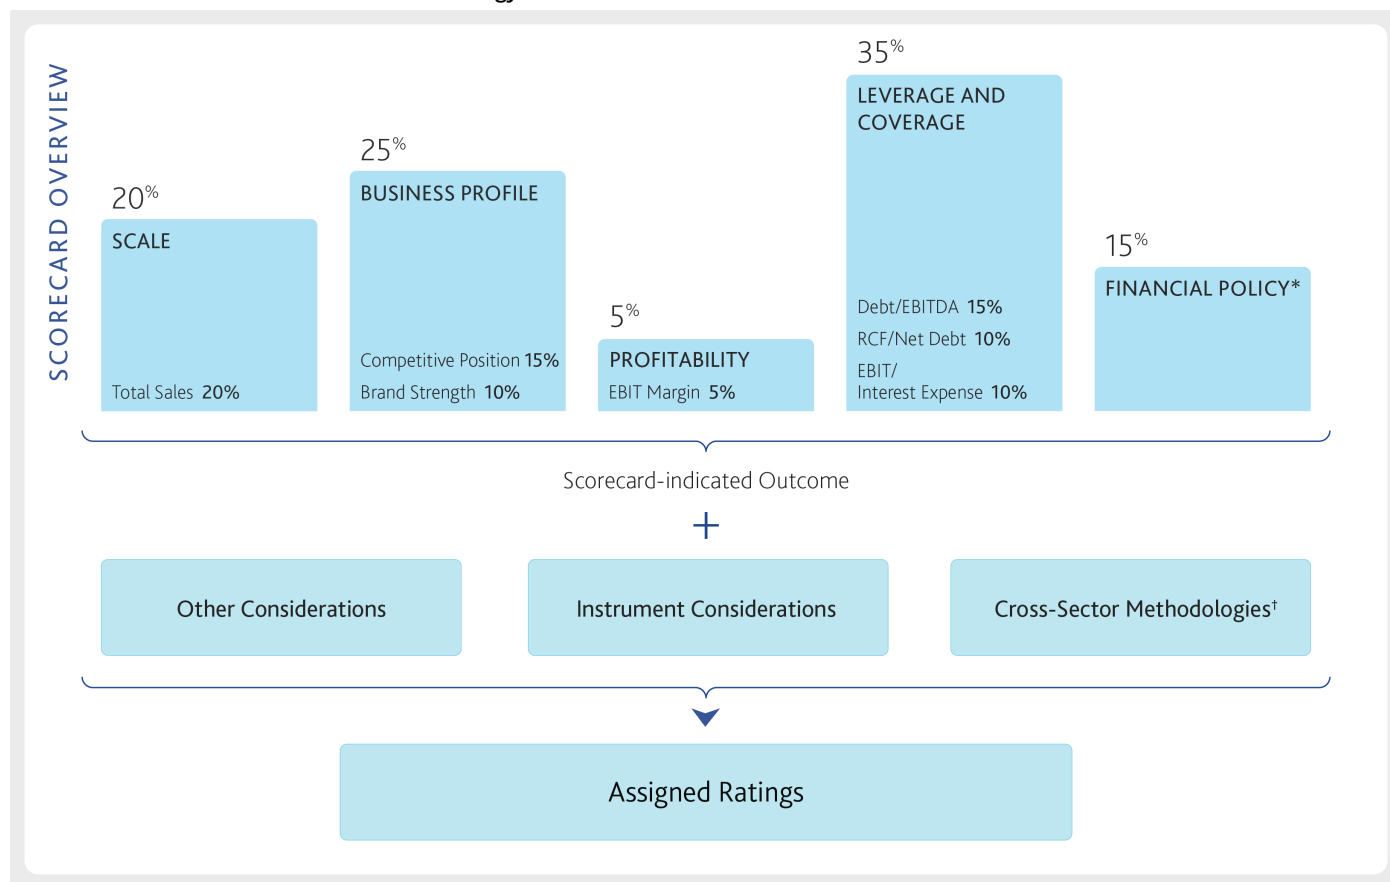 SCORECARD OVERVIEW
20%
SCALE
Total Sales 20%
25%
BUSINESS PROFILE
Competitive Position 15%
Brand Strength 10%
5%
PROFITABILITY
EBIT Margin 5%
35%
LEVERAGE AND
COVERAGE
Debt/EBITDA 15%
RCF/Net Debt 10%
EBIT/
Interest Expense 10%
15%
FINANCIAL POLICY*
Scorecard-indicated Outcome
+
Other Considerations
Instrument Considerations
Cross-Sector Methodologies†
Assigned Ratings